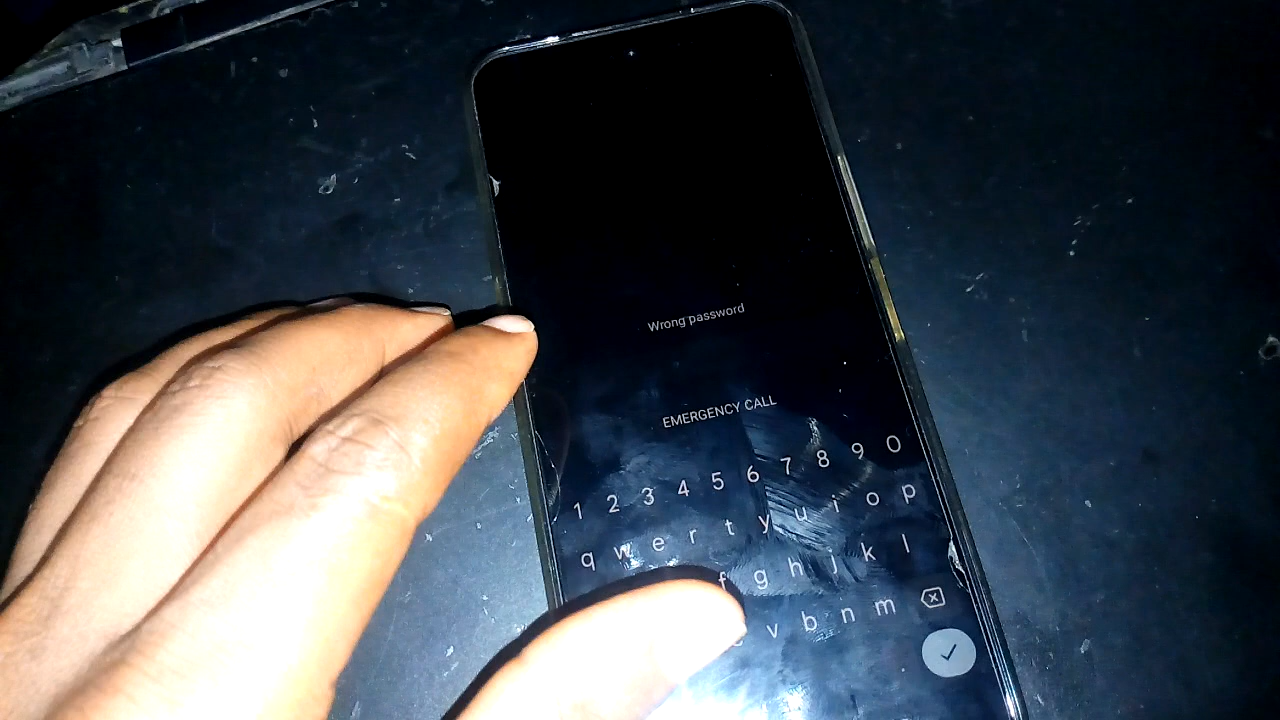 Wrong password
EMERGENCY CALL
1 2 3 4 5 6 7 8 9 0
q w e r t y u i o p
f g h j k l
v b n m
.